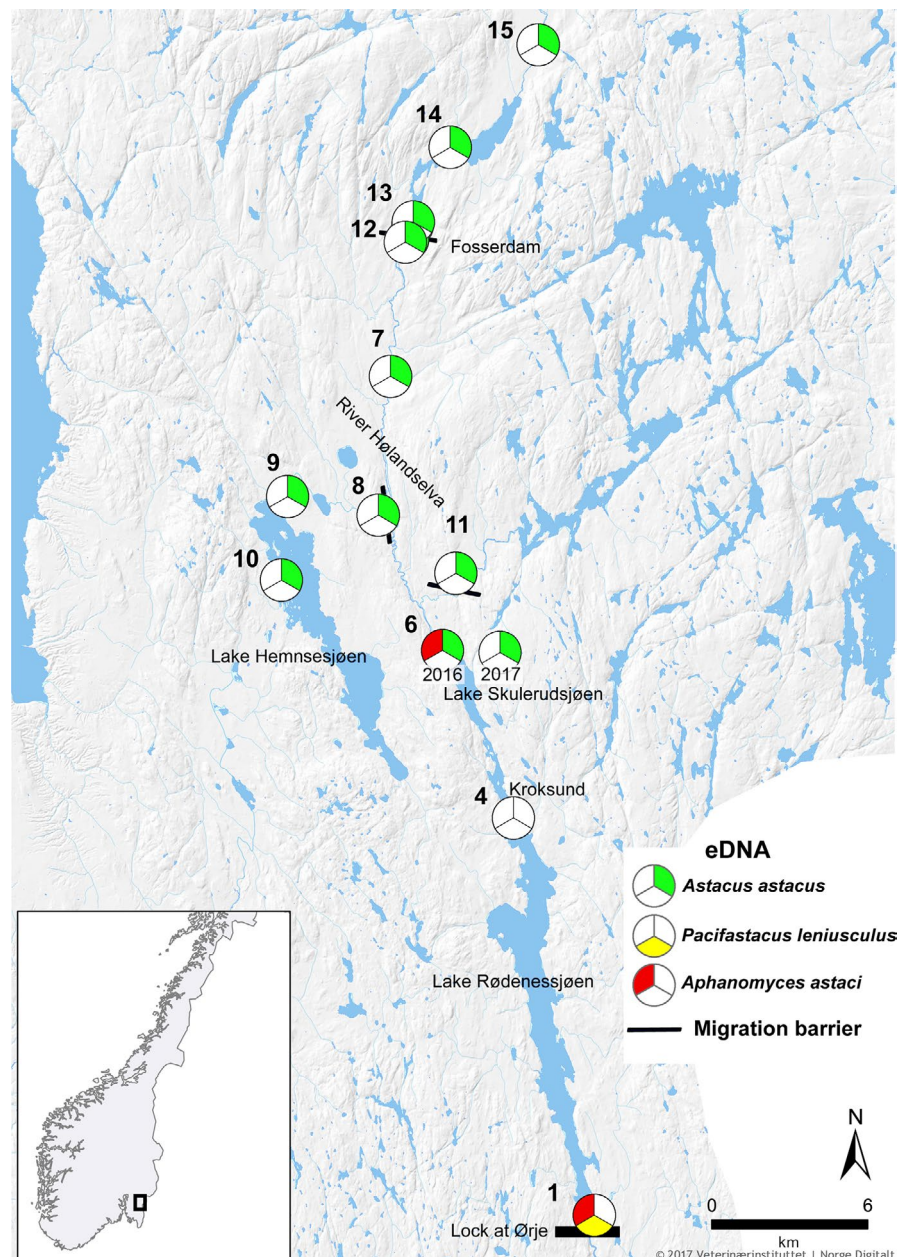 15
14
13
12
Fosserdam
7
River Hølandselva
9
8
11
10
6
2016
2017
Lake Hemnsesjøen
Lake Skulerudsjøen
Kroksund
4
eDNA
Astacus astacus
Pacifastacus leniusculus
Aphanomyces astaci
Migration barrier
Lake Rødenessjøen
N
1
Lock at Ørje
0 6
km
© 2017 Veterinærinstituttet | Norge Digitalt